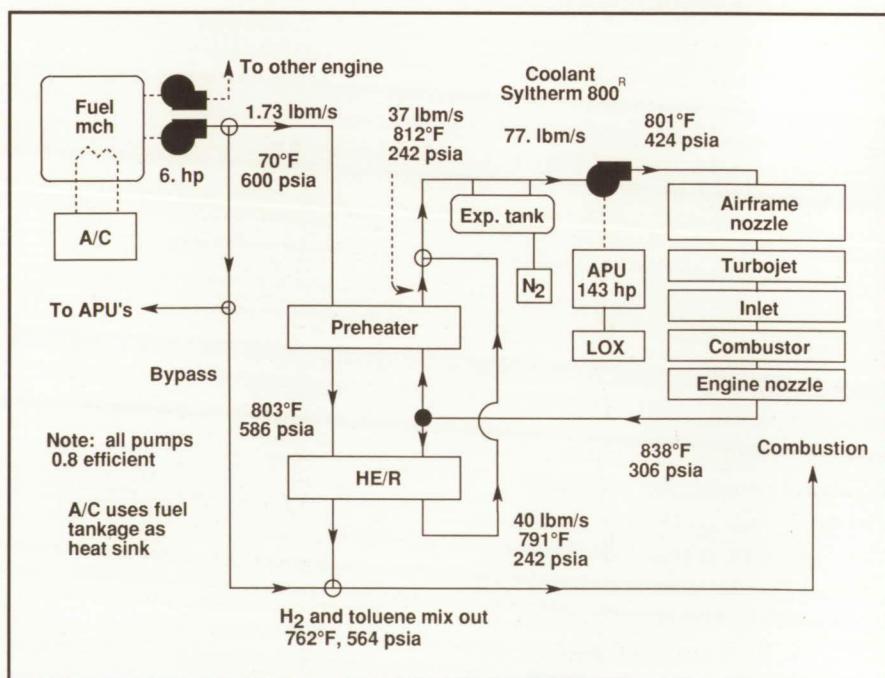 To other engine
Fuel
mch
1.73 lbm/s
6. hp
70°F
600 psia
A/C
To APU's
Bypass
Note: all pumps
0.8 efficient
A/C uses fuel
tankage as
heat sink
37 lbm/s
812°F
242 psia
Coolant
Syltherm 800R
77. lbm/s
801°F
424 psia
Exp. tank
N2
APU
143 hp
LOX
Airframe
nozzle
Turbojet
Inlet
Combustor
Engine nozzle
Preheater
803°F
586 psia
HE/R
838°F
306 psia
Combustion
40 lbm/s
791°F
242 psia
H2 and toluene mix out
762°F, 564 psia